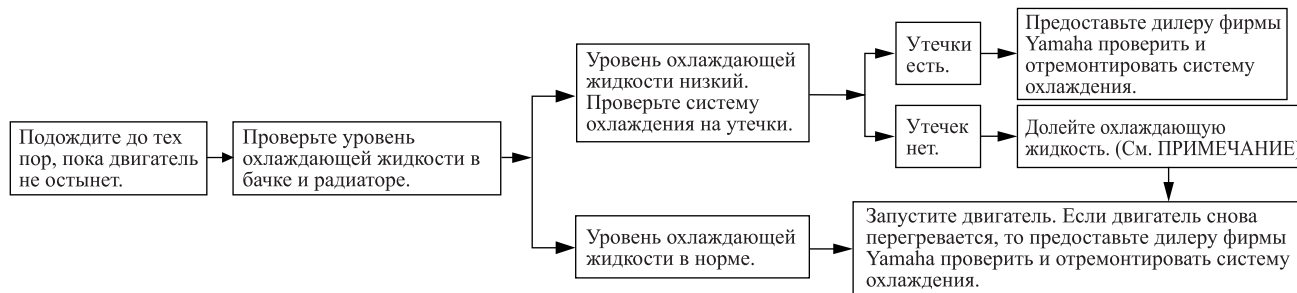 Подождите до тех
пор, пока двигатель
не остынет.
Проверьте уровень
охлаждающей жидкости в
бачке и радиаторе.
Уровень охлаждающей
жидкости низкий.
Проверьте систему
охлаждения на утечки.
Утечки
есть.
Предоставьте дилеру фирмы
Yamaha проверить и
отремонтировать систему
охлаждения.
Утечек
нет.
Долейте охлаждающую
жидкость. (См. ПРИМЕЧАНИЕ)
Уровень охлаждающей
жидкости в норме.
Запустите двигатель. Если двигатель снова
перегревается, то предоставьте дилеру фирмы
Yamaha проверить и отремонтировать систему
охлаждения.